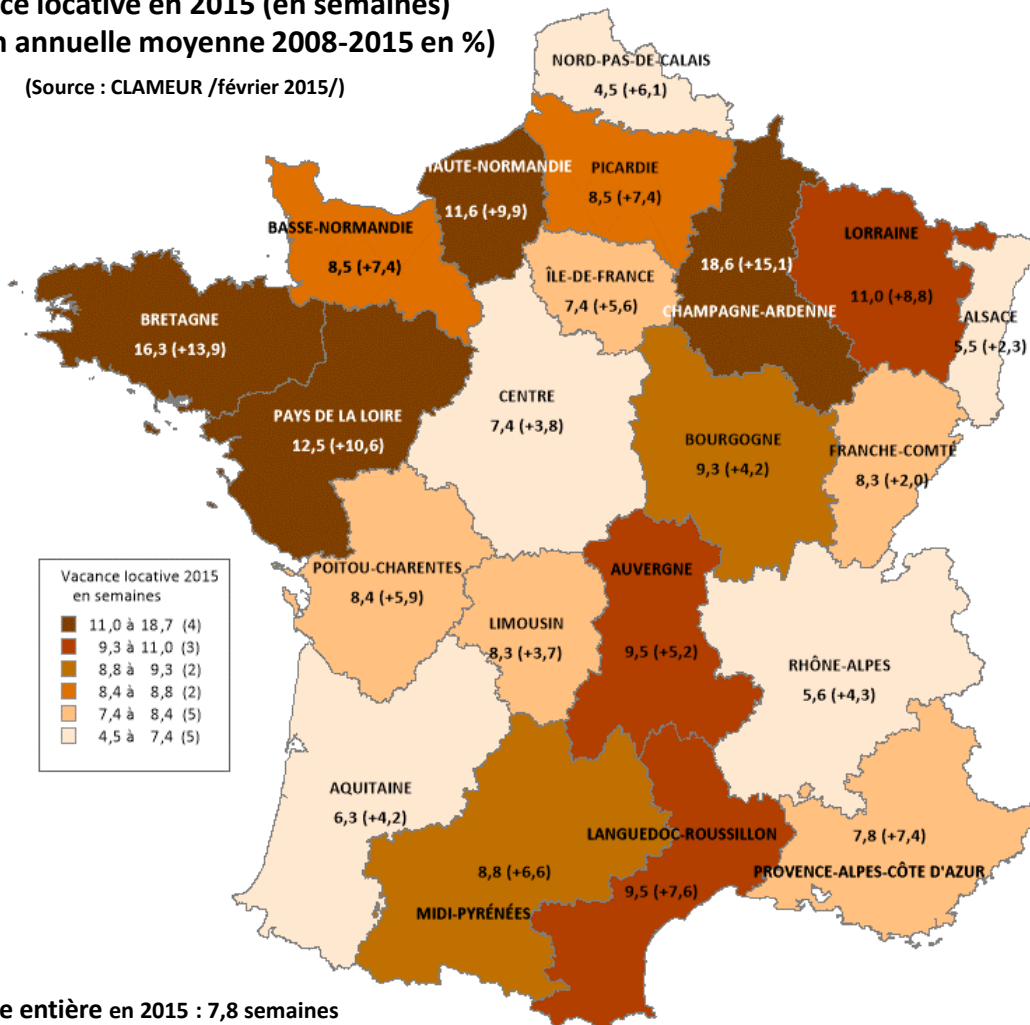 locative en 2015 (en semaines)
annuelle moyenne 2008-2015 en %)
(Source : CLAMEUR /février 2015/)
NORD-PAS-DE-CALAIS
4,5 (+6,1)
HAUTE-NORMANDIE
11,6 (+9,9)
PICARDIE
8,5 (+7,4)
BASSE-NORMANDIE
8,5 (+7,4)
ÎLE-DE-FRANCE
7,4 (+5,6)
18,6 (+15,1)
CHAMPAGNE-ARDENNE
LORRAINE
11,0 (+8,8)
ALSACE
5,5 (+2,3)
BRETAGNE
16,3 (+13,9)
PAYS DE LA LOIRE
12,5 (+10,6)
CENTRE
7,4 (+3,8)
BOURGOGNE
9,3 (+4,2)
FRANCHE-COMTÉ
8,3 (+2,0)
POITOU-CHARENTES
8,4 (+5,9)
LIMOUSIN
8,3 (+3,7)
AUVERGNE
9,5 (+5,2)
RHÔNE-ALPES
5,6 (+4,3)
AQUITAINE
6,3 (+4,2)
8,8 (+6,6)
MIDI-PYRÉNÉES
LANGUEDOC-ROUSSILLON
9,5 (+7,6)
7,8 (+7,4)
PROVENCE-ALPES-CÔTE D'AZUR
Vacance locative 2015
en semaines
11,0 à 18,7 (4)
9,3 à 11,0 (3)
8,8 à 9,3 (2)
8,4 à 8,8 (2)
7,4 à 8,4 (5)
4,5 à 7,4 (5)
entière en 2015 : 7,8 semaines